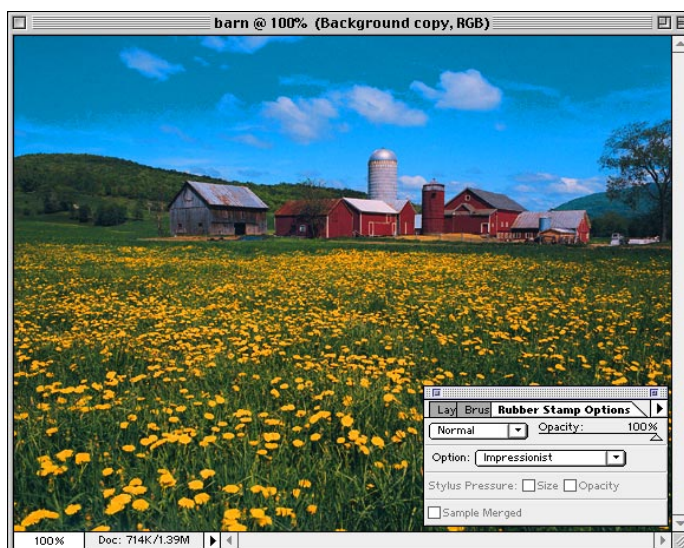 barn @ 100% (Background copy, RGB)
Lay Brus Rubber Stamp Options
Normal Opacity: 100%
Option: Impressionist
Stylus Pressure: Size Opacity
Sample Merged
100% Doc: 714K/1.39M